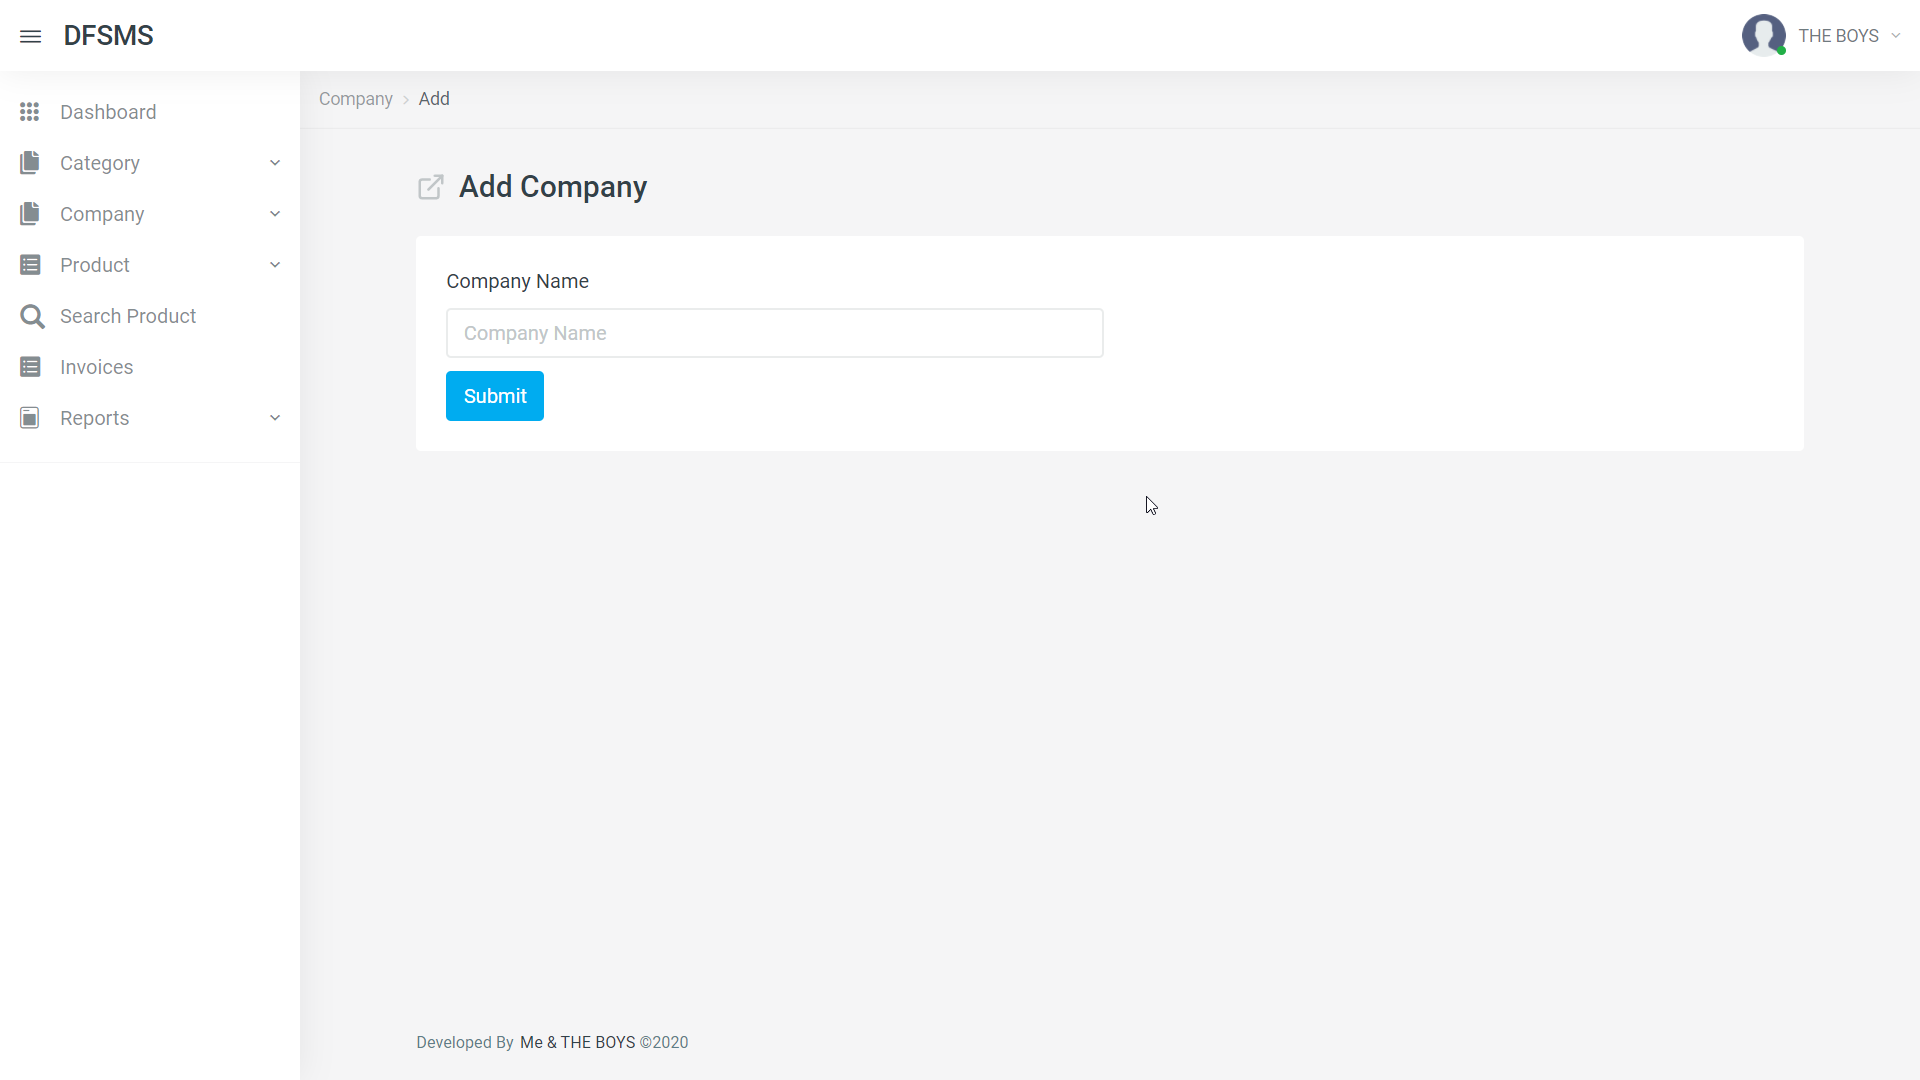 DFSMS
THE BOYS
Dashboard
Category
Company
Product
Search Product
Invoices
Reports
Company > Add
Add Company
Company Name
Company Name
Submit
Developed By Me & THE BOYS ©2020